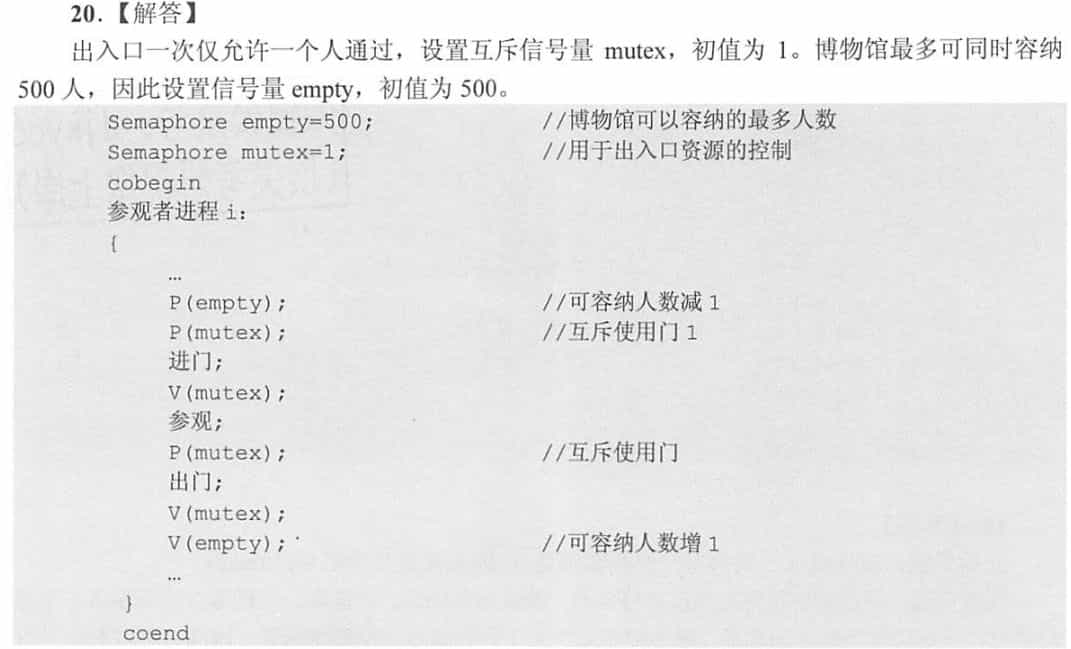 20.【解答】
出入口一次仅允许一个人通过，设置互斥信号量 mutex，初值为 1。博物馆最多可同时容纳
500 人，因此设置信号量 empty，初值为 500。
Semaphore empty=500; //博物馆可以容纳的最多人数
Semaphore mutex=1; //用于出入口资源的控制
cobegin
参观者进程 i:
{
…
P(empty); //可容纳人数减 1
P(mutex); //互斥使用门 1
进门;
V(mutex);
参观;
P(mutex); //互斥使用门
出门;
V(mutex);
V(empty); //可容纳人数增 1
…
}
coend